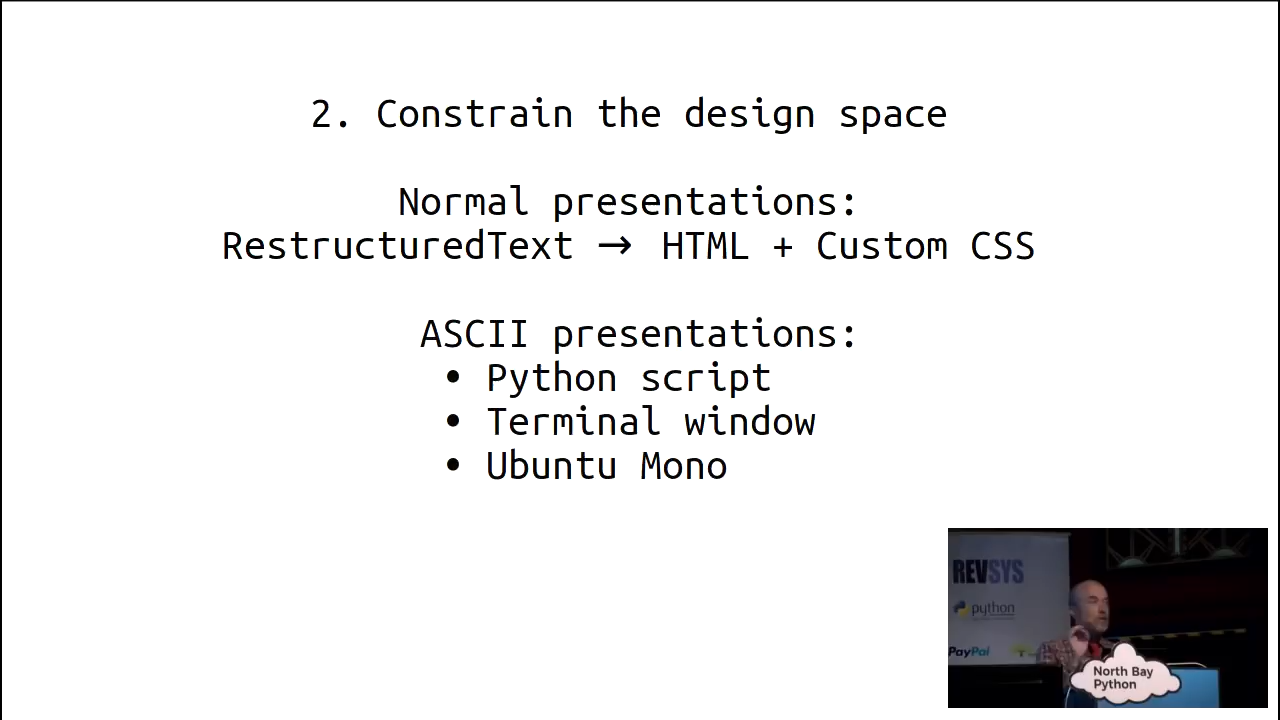 2. Constrain the design space
Normal presentations:
RestructuredText → HTML + Custom CSS
ASCII presentations:
• Python script
• Terminal window
• Ubuntu Mono
REVSYS
python
PayPal
North Bay
Python